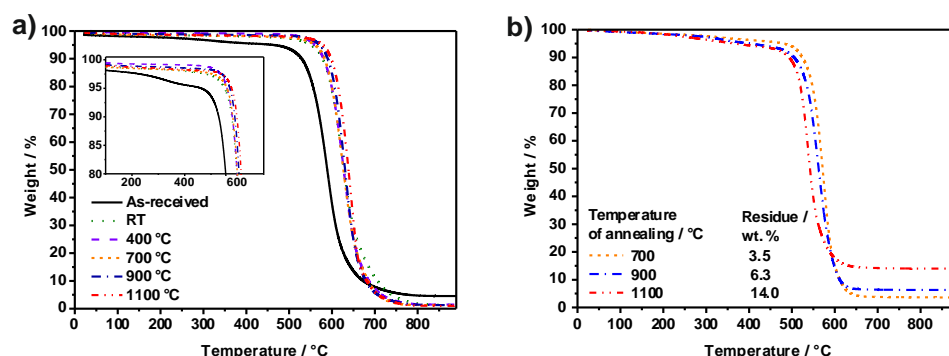 a)
100
90
80
70
60
50
40
30
20
10
0
Weight / %
100
95
90
85
80
200
400
600
As-received
RT
400 °C
700 °C
900 °C
1100 °C
0 100 200 300 400 500 600 700 800
Temperature / °C
b)
100
90
80
70
60
50
40
30
20
10
0
Weight / %
Temperature
of annealing / °C
Residue /
wt. %
700 3.5
900 6.3
1100 14.0
0 100 200 300 400 500 600 700 800
Temperature / °C